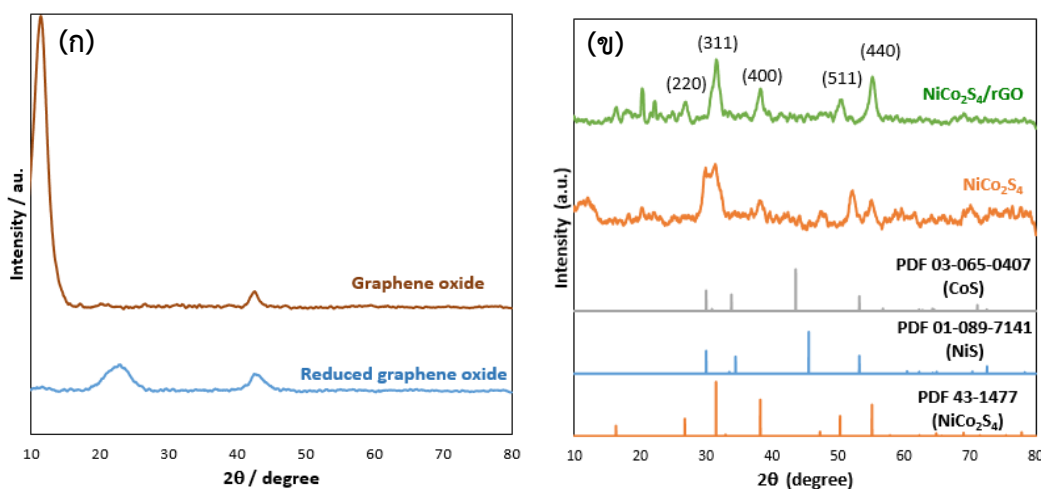 (ก)
Intensity / au.
Graphene oxide
Reduced graphene oxide
10 20 30 40 50 60 70 80
2θ / degree
(ข)
(220)
(311)
(400)
(511)
(440)
NiCo₂S₄/rGO
NiCo₂S₄
Intensity (a.u.)
PDF 03-065-0407
(CoS)
PDF 01-089-7141
(NiS)
PDF 43-1477
(NiCo₂S₄)
10 20 30 40 50 60 70 80
2θ (degree)